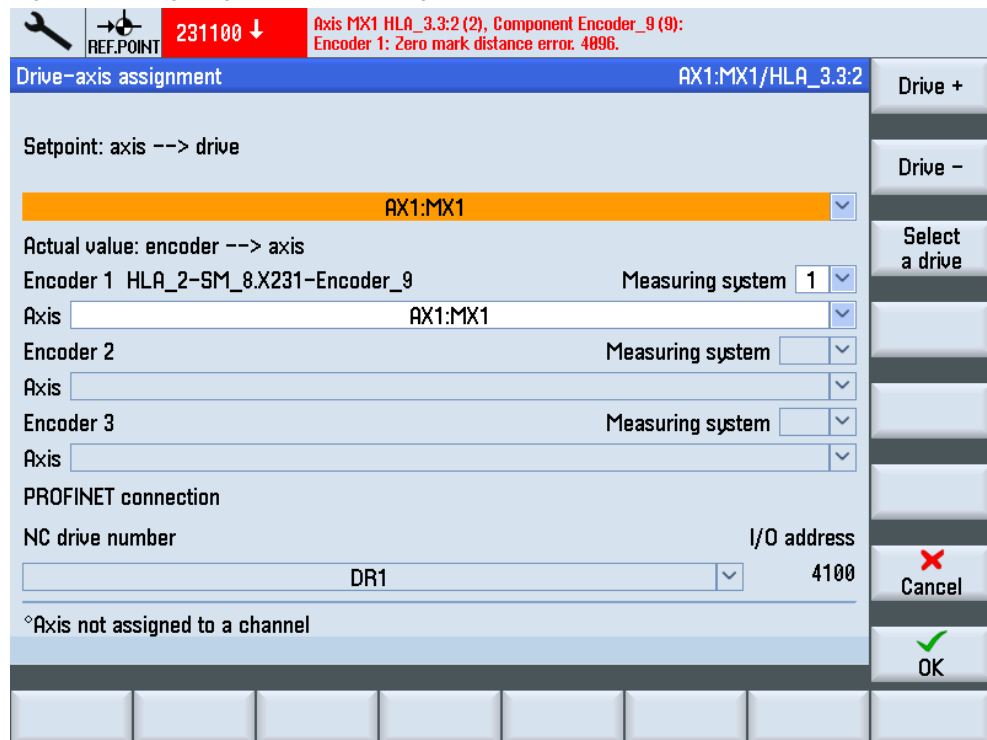 REF.POINT
231100
Axis MX1 HLA_3.3:2 (2), Component Encoder_9 (9):
Encoder 1: Zero mark distance error. 4096.
Drive-axis assignment AX1:MX1/HLA_3.3:2
Drive +
Setpoint: axis --> drive
Drive -
AX1:MX1
Actual value: encoder --> axis
Select
a drive
Encoder 1 HLA_2-SM_8.X231-Encoder_9 Measuring system 1
Axis AX1:MX1
Encoder 2 Measuring system
Axis
Encoder 3 Measuring system
Axis
PROFINET connection
NC drive number I/O address
DR1 4100
Cancel
°Axis not assigned to a channel
OK